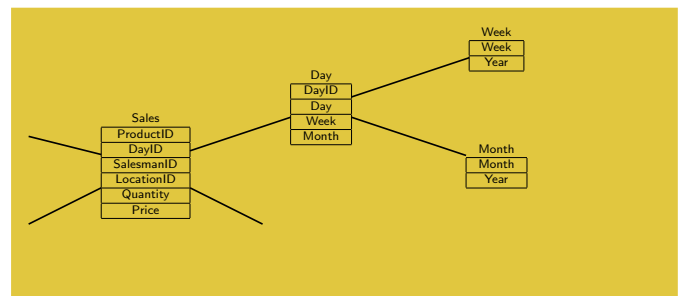 Sales
ProductID
DayID
SalesmanID
LocationID
Quantity
Price
Day
DayID
Day
Week
Month
Week
Week
Year
Month
Month
Year